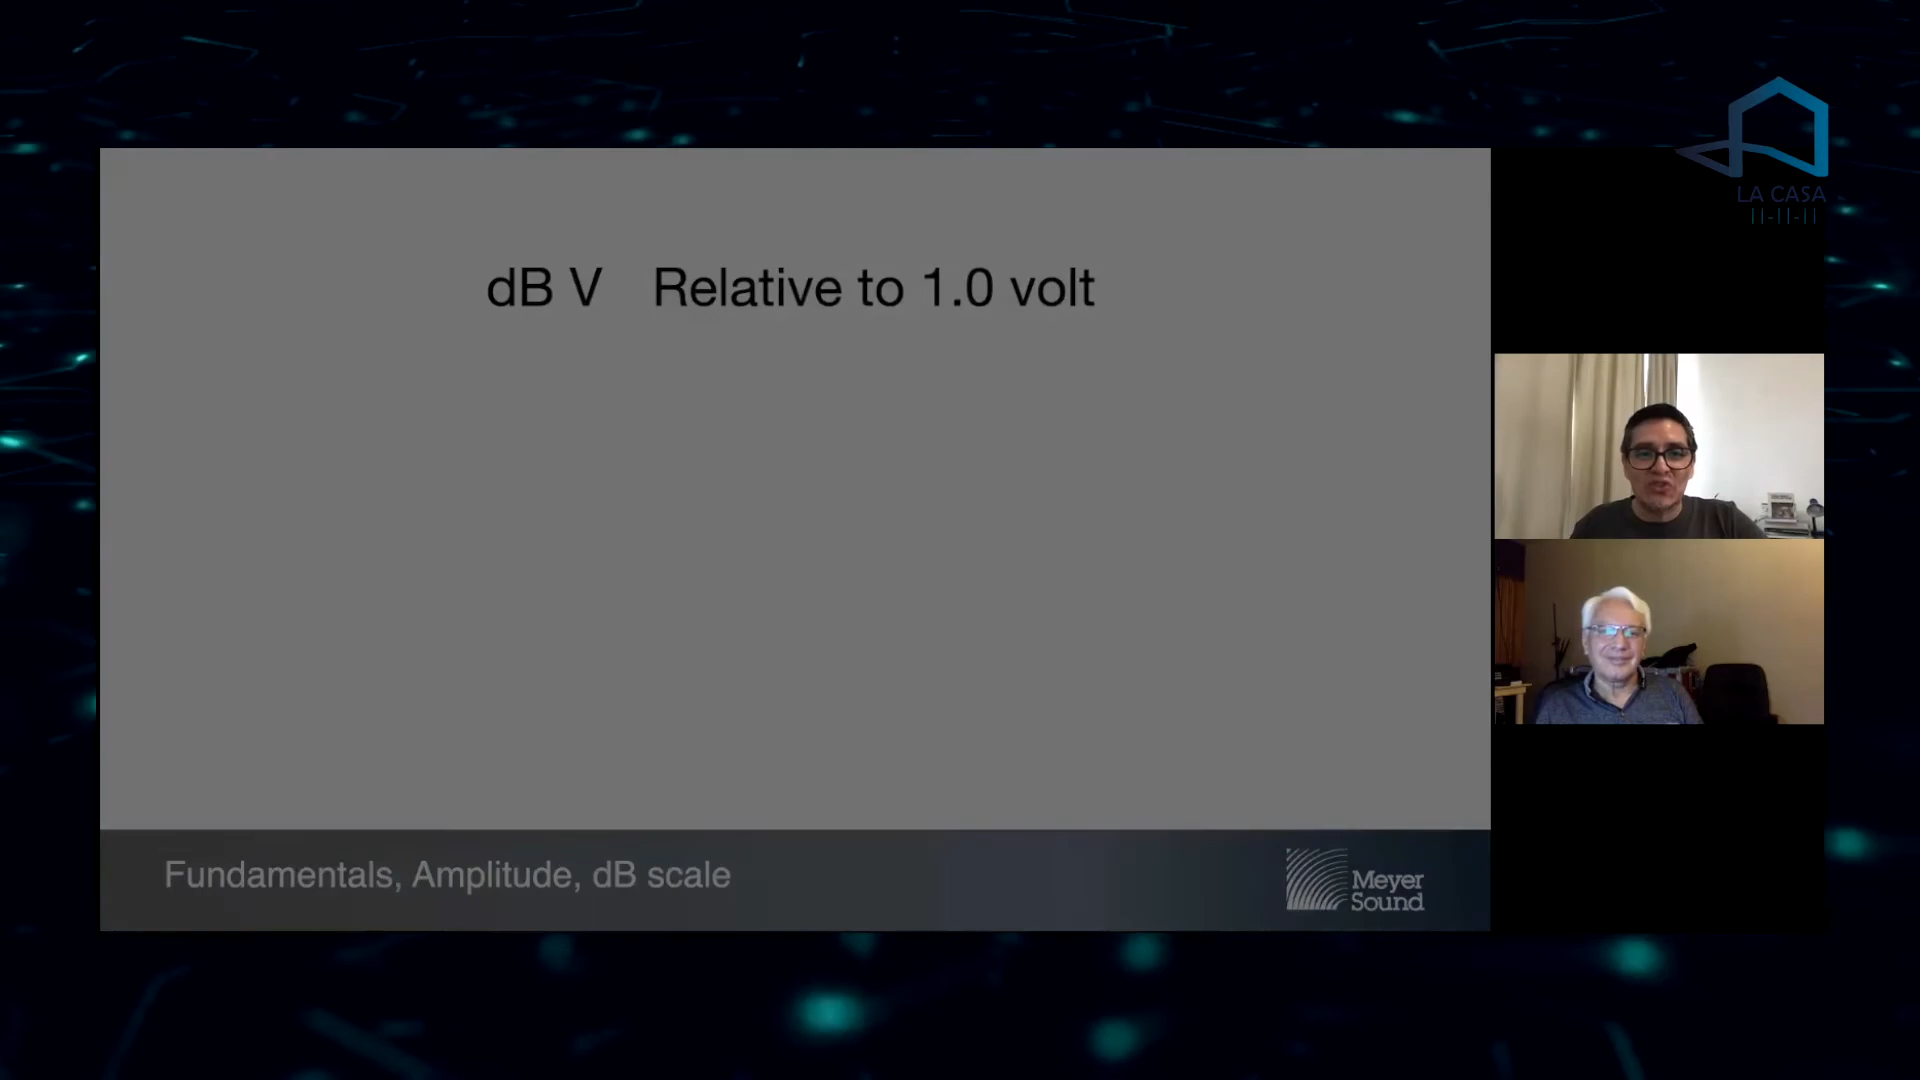 LA CASA
||-||-||
dB V Relative to 1.0 volt
Fundamentals, Amplitude, dB scale
Meyer
Sound